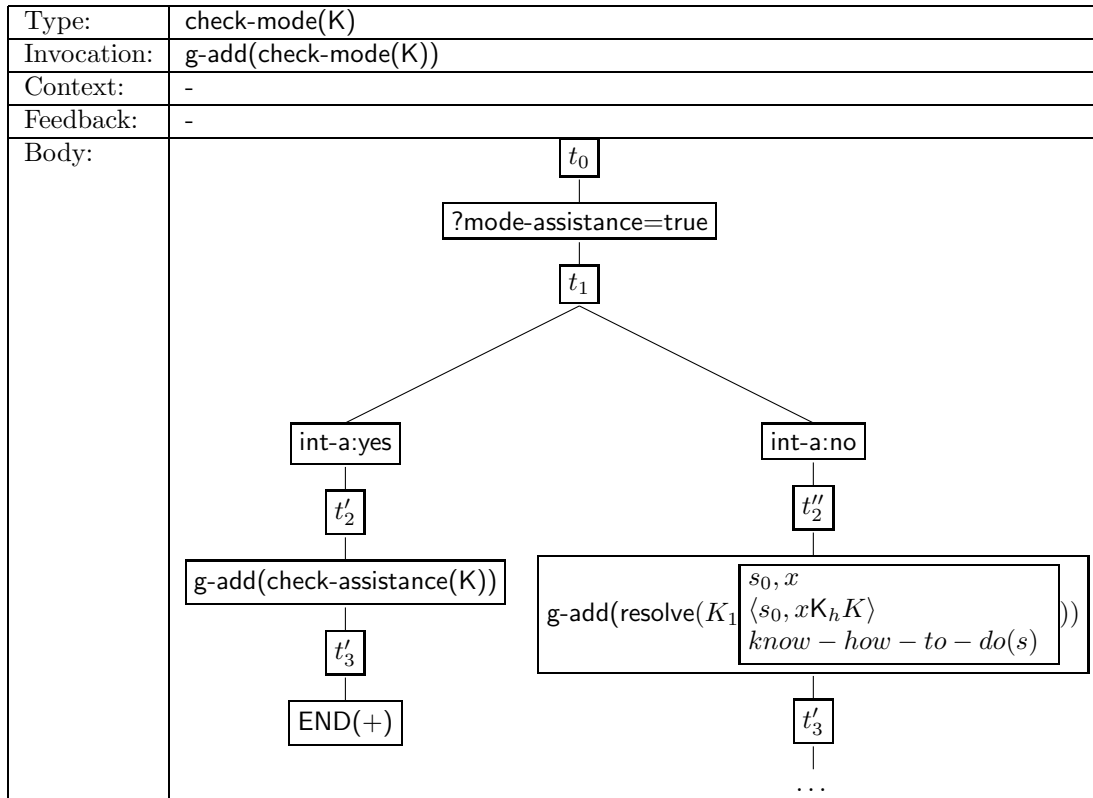 Type: check-mode(K)
Invocation: g-add(check-mode(K))
Context: -
Feedback: -
Body:
t₀
?mode-assistance=true
t₁
int-a:yes
int-a:no
t′₂
t′′₂
g-add(check-assistance(K))
g-add(resolve(K₁
s₀, x
⟨s₀, xKₕK⟩
know − how − to − do(s)
))
t′₃
t′₃
END(+)
...